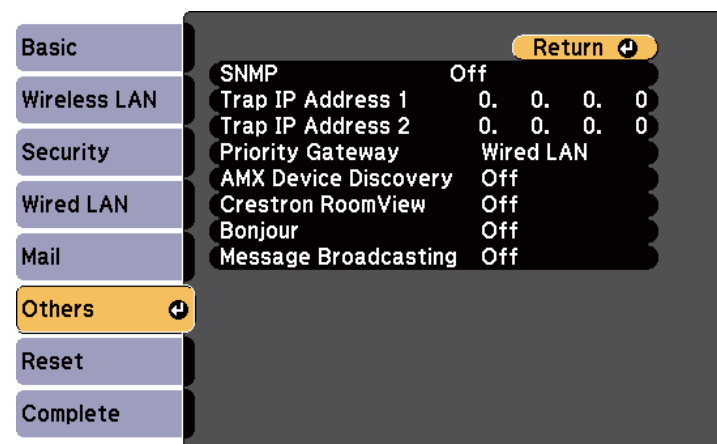 Basic
Wireless LAN
Security
Wired LAN
Mail
Others
Reset
Complete
Return
SNMP Off
Trap IP Address 1 0. 0. 0. 0
Trap IP Address 2 0. 0. 0. 0
Priority Gateway Wired LAN
AMX Device Discovery Off
Crestron RoomView Off
Bonjour Off
Message Broadcasting Off